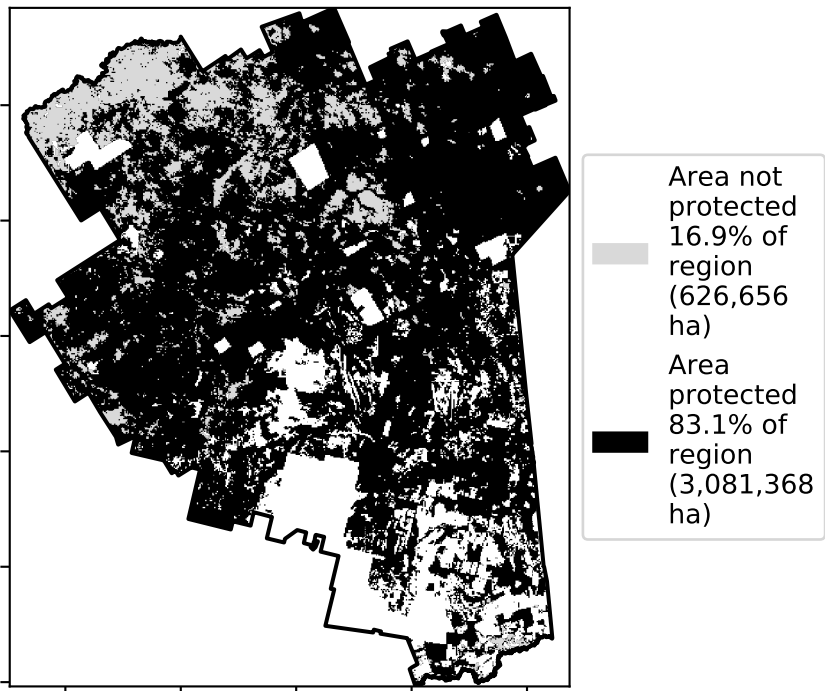 Area not
protected
16.9% of
region
(626,656
ha)
Area
protected
83.1% of
region
(3,081,368
ha)